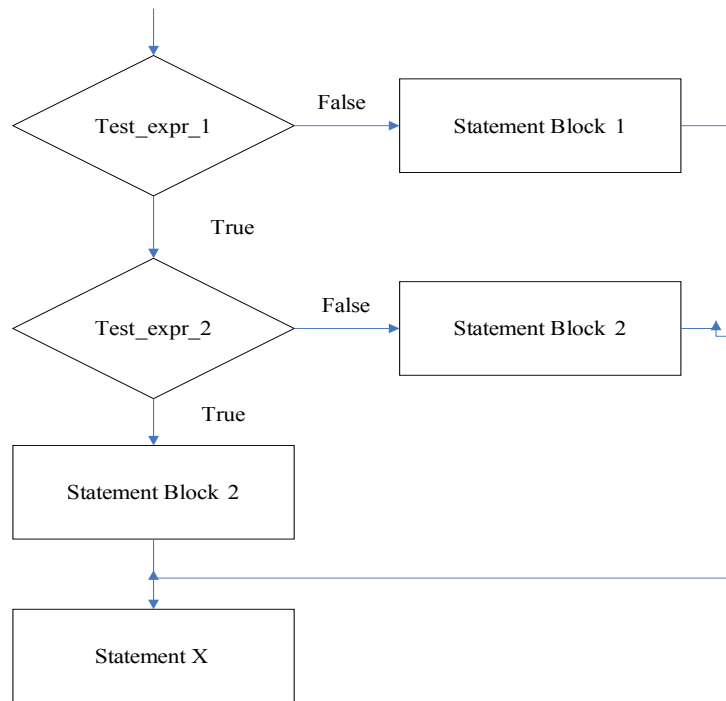 False
Test_expr_1
Statement Block 1
True
False
Test_expr_2
Statement Block 2
True
Statement Block 2
Statement X